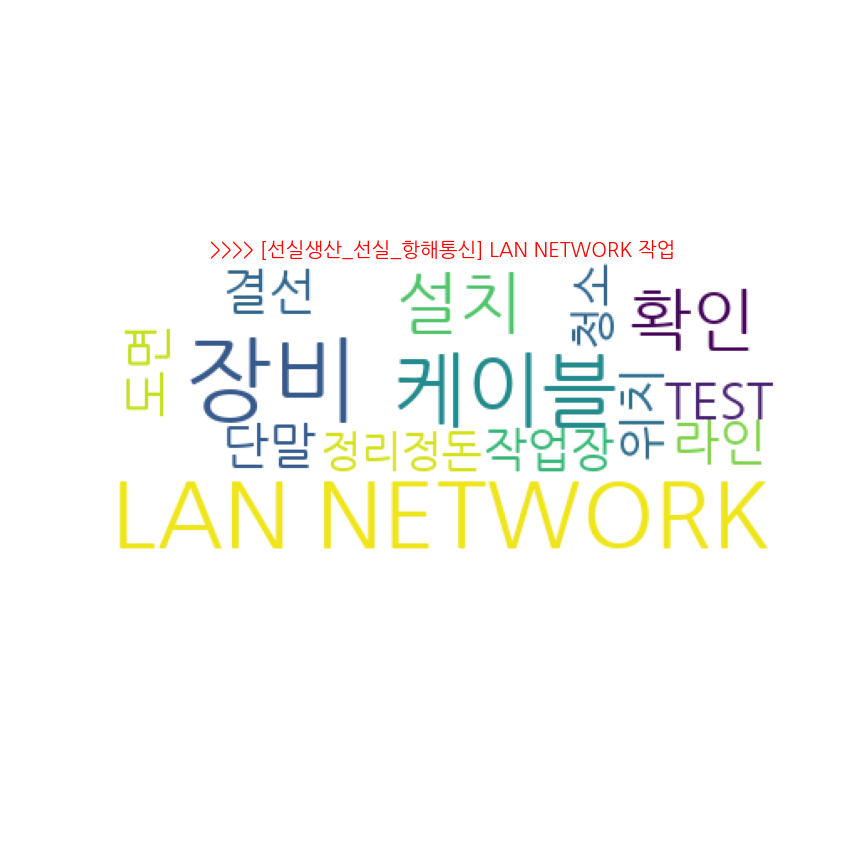 >>>> [선실생산_선실_항해통신] LAN NETWORK 작업
결선
설치
청소
확인
도면
장비
케이블
위치
TEST
단말
정리정돈
작업장
라인
LAN NETWORK